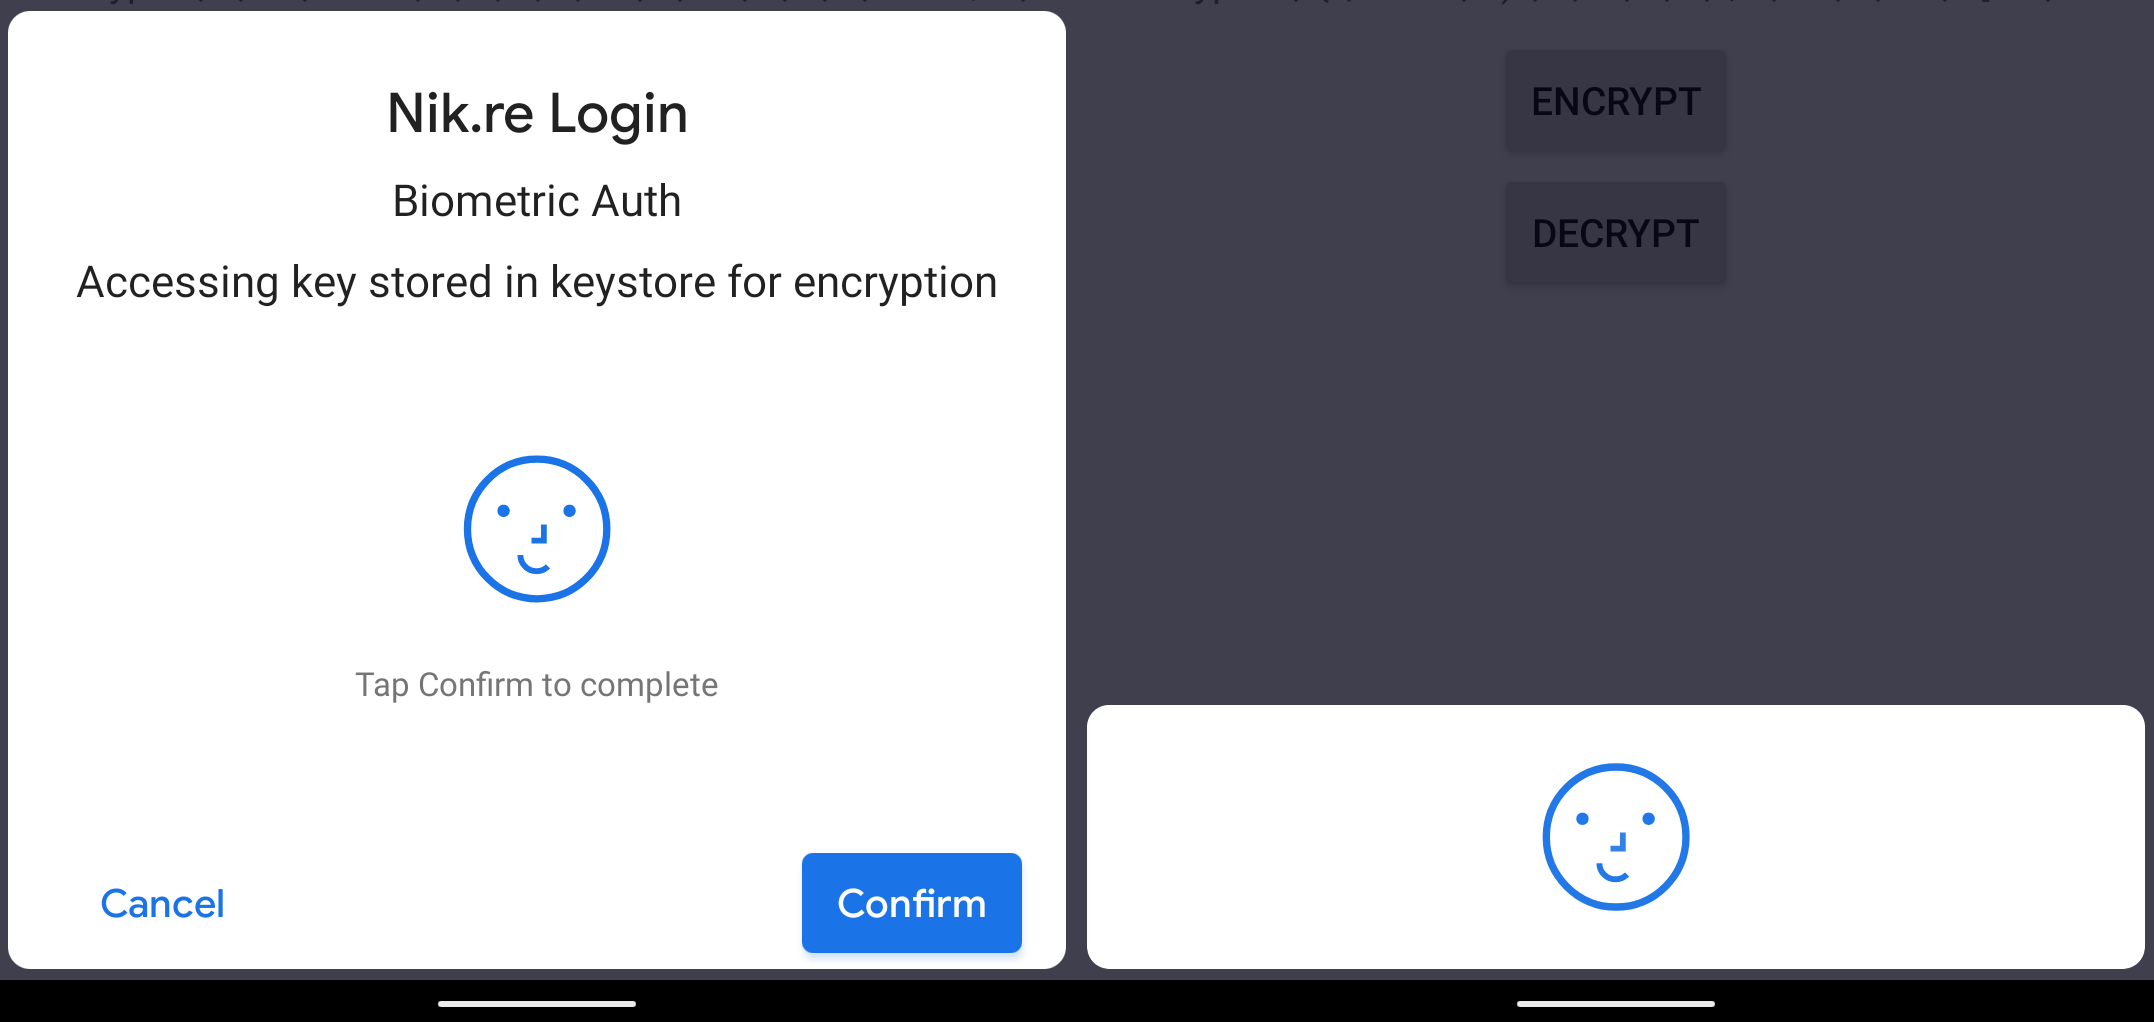 Nik.re Login
Biometric Auth
Accessing key stored in keystore for encryption
Tap Confirm to complete
Cancel
Confirm
ENCRYPT
DECRYPT